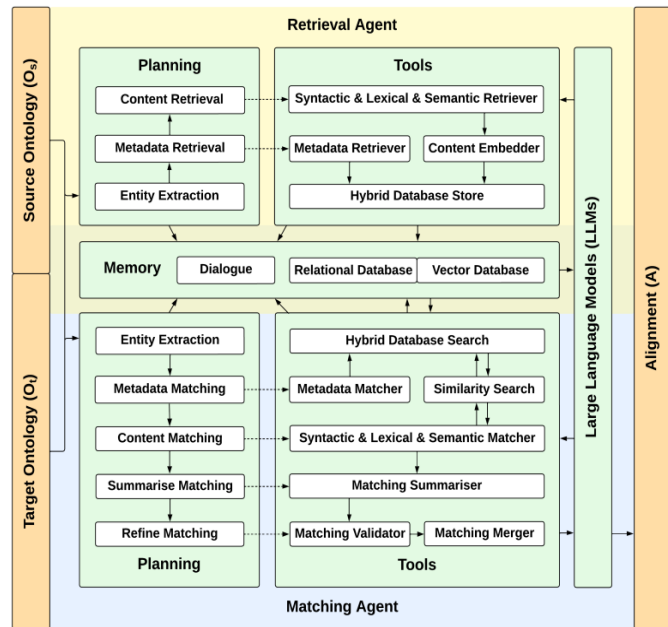 Source Ontology (Oₛ)
Target Ontology (Oₜ)
Retrieval Agent
Planning
Content Retrieval
Metadata Retrieval
Entity Extraction
Tools
Syntactic & Lexical & Semantic Retriever
Metadata Retriever
Content Embedder
Hybrid Database Store
Memory
Dialogue
Relational Database
Vector Database
Entity Extraction
Metadata Matching
Content Matching
Summarise Matching
Refine Matching
Planning
Hybrid Database Search
Metadata Matcher
Similarity Search
Syntactic & Lexical & Semantic Matcher
Matching Summariser
Matching Validator
Matching Merger
Tools
Matching Agent
Large Language Models (LLMs)
Alignment (A)